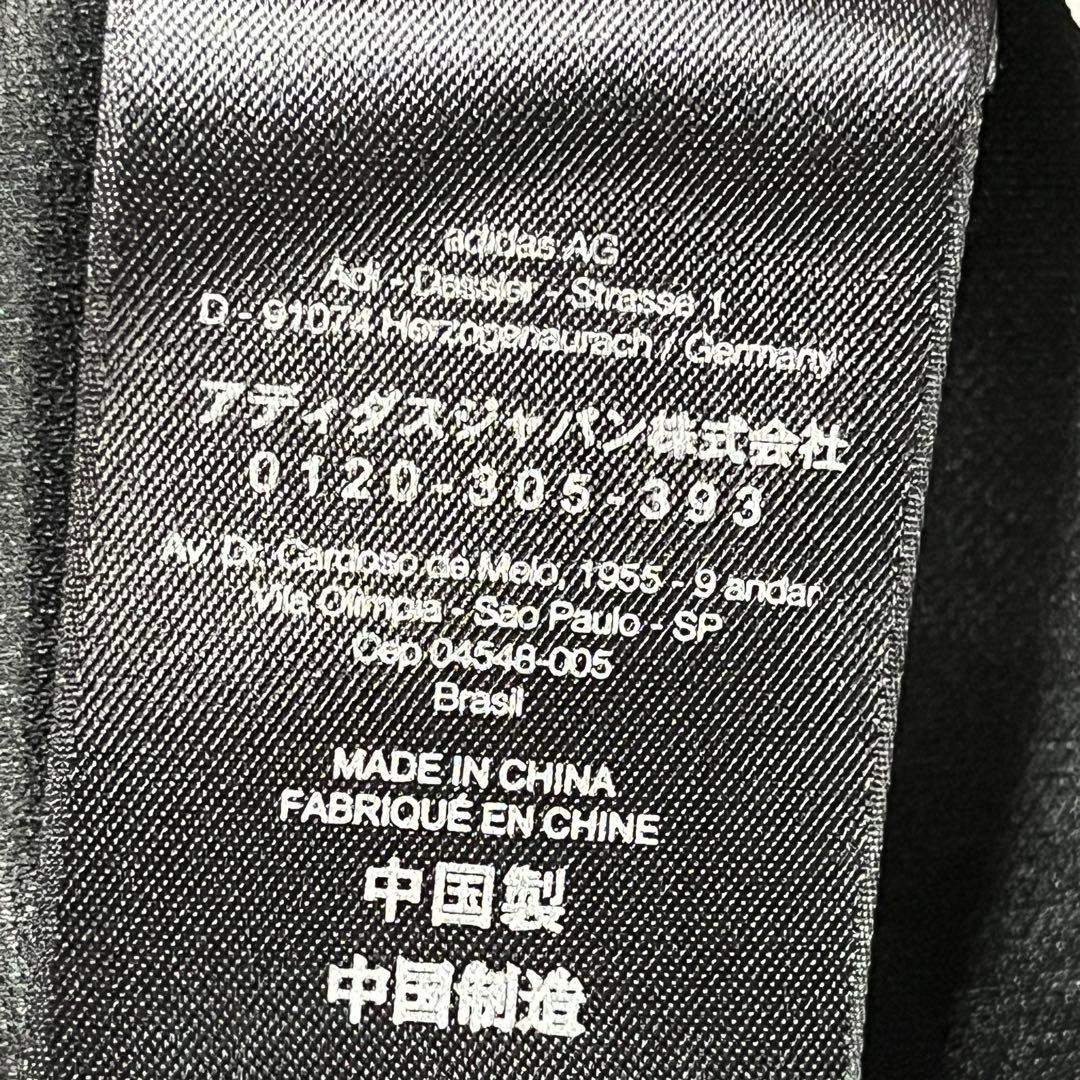 adidas AG
Adi - Dassler - Strasse 1
D.- 91074 Herzogenaurach / Germany
アディダスジャパン株式会社
0120-305-393
Av. Dr. Cardoso de Melo, 1955 - 9 andar
Vila Olimpia - Sao Paulo - SP
Cep 04548-005
Brasil
MADE IN CHINA
FABRIQUÉ EN CHINE
中国製
中国制造